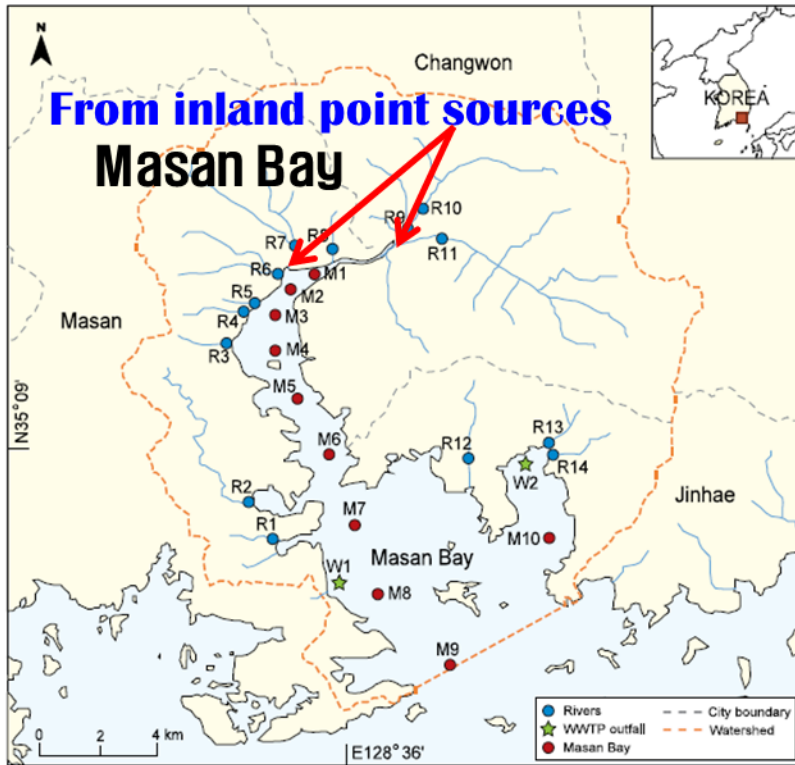 N
Changwon
KOREA
From inland point sources
Masan Bay
R10
R9
R11
R7
R8
R6
M1
M2
R5
R4
M3
Masan
R3
M4
M5
N35°09'
M6
R12
R13
R14
W2
R2
Jinhae
M7
R1
M10
Masan Bay
W1
M8
M9
Rivers
City boundary
WWTP outfall
Watershed
Masan Bay
0 2 4 km
E128°36'